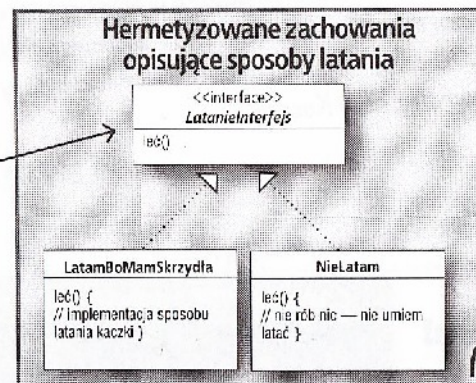 Hermetyzowane zachowania
opisujące sposoby latania
<<interface>>
LatanieInterfejs
leć()
LatamBoMamSkrzydła
leć() {
// implementacja sposobu
latania kaczki }
NieLatam
leć() {
// nie rób nic — nie umiem
latać }